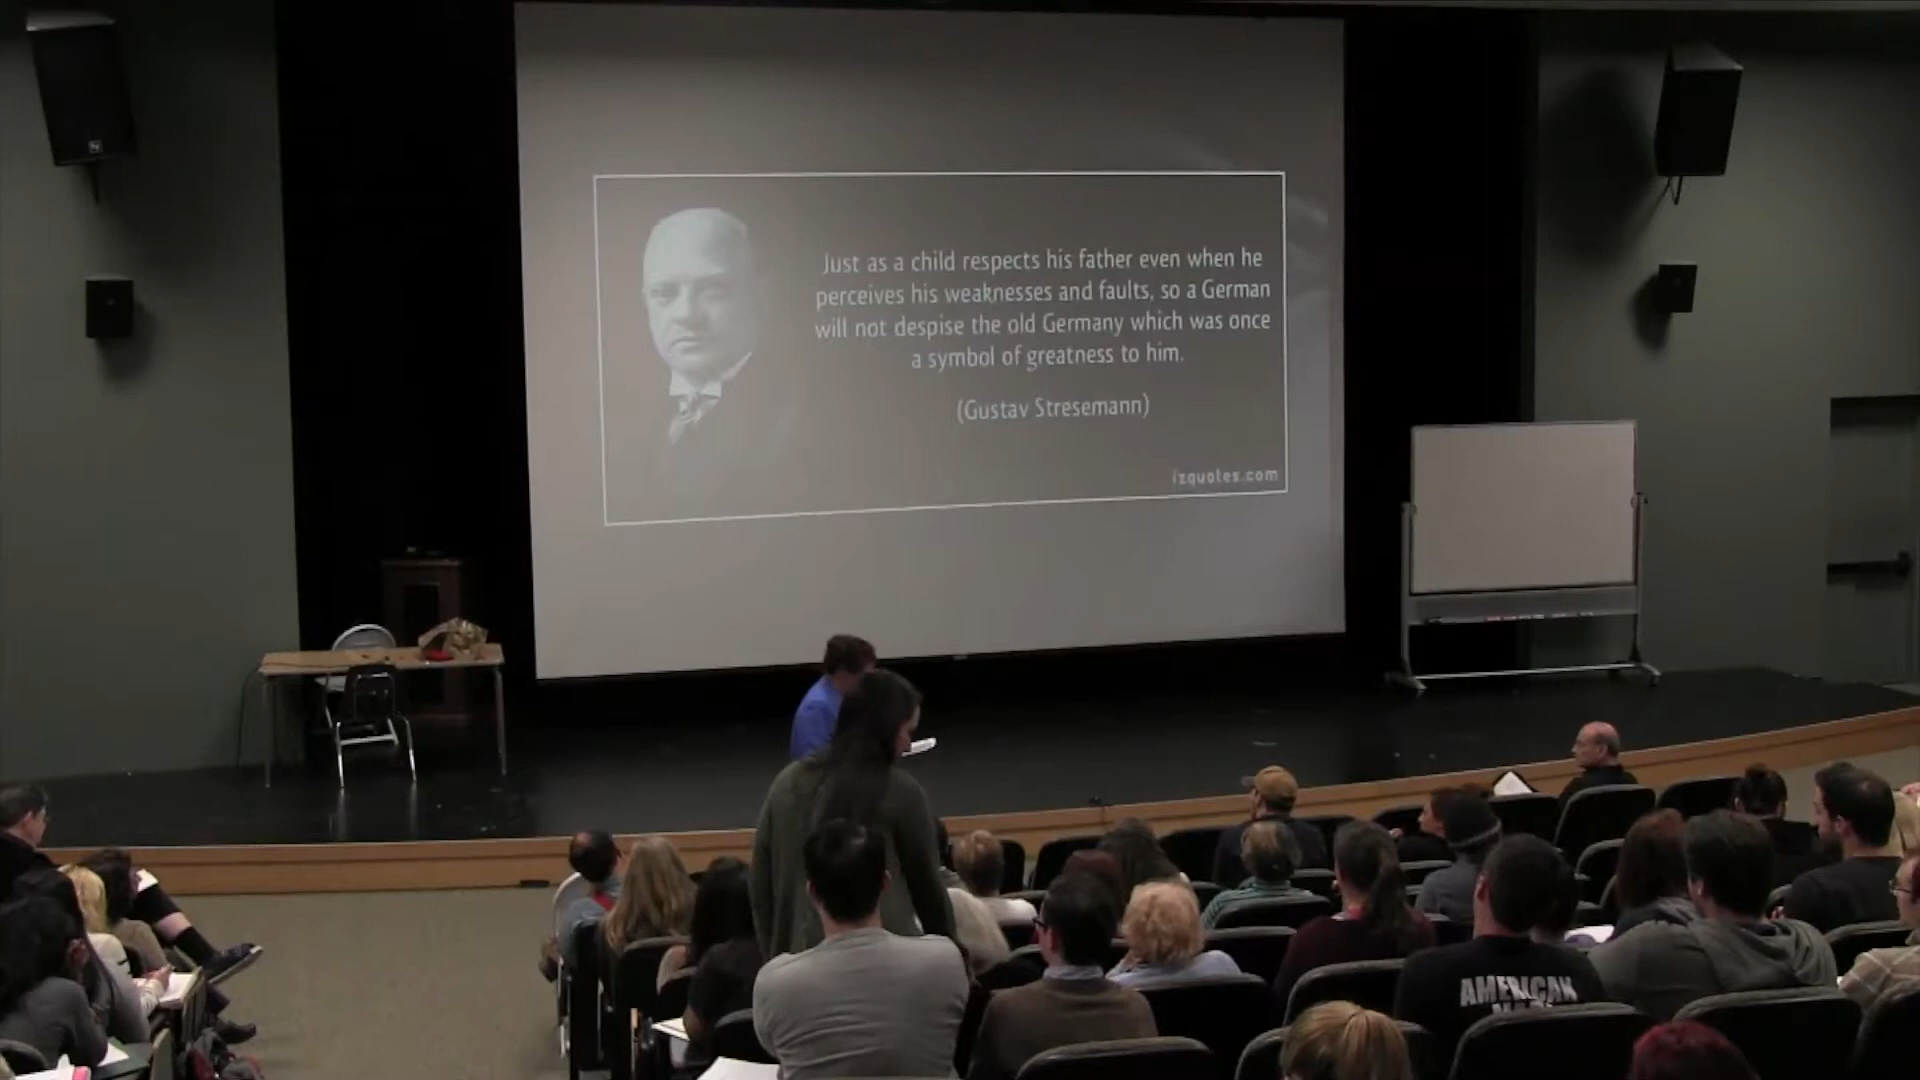 Just as a child respects his father even when he
perceives his weaknesses and faults, so a German
will not despise the old Germany which was once
a symbol of greatness to him.
(Gustav Stresemann)
izquotes.com
AMERICAN